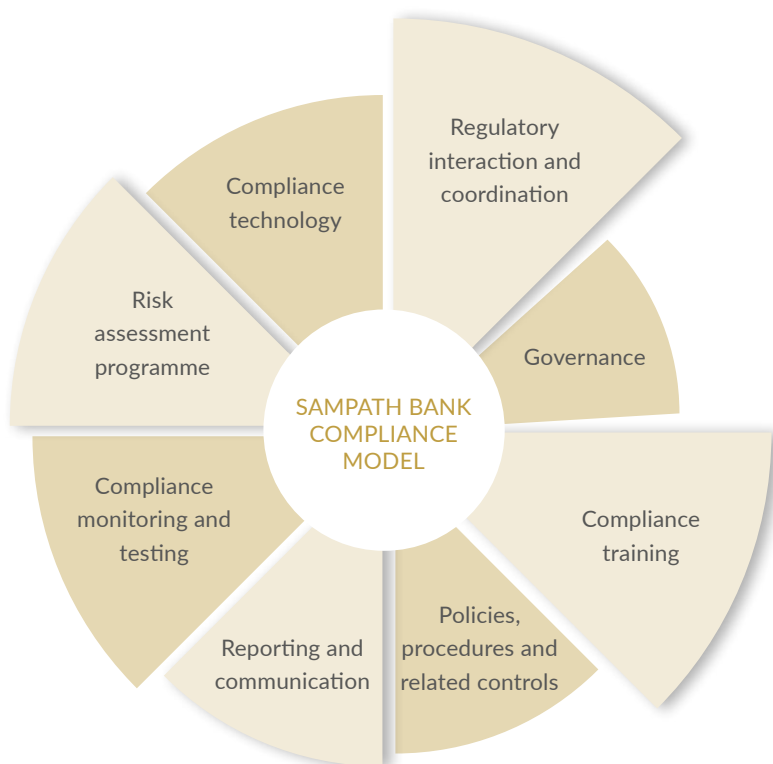 Regulatory
interaction and
coordination
Governance
Compliance
training
Policies,
procedures and
related controls
Reporting and
communication
Compliance
monitoring and
testing
Risk
assessment
programme
Compliance
technology
SAMPATH BANK
COMPLIANCE
MODEL